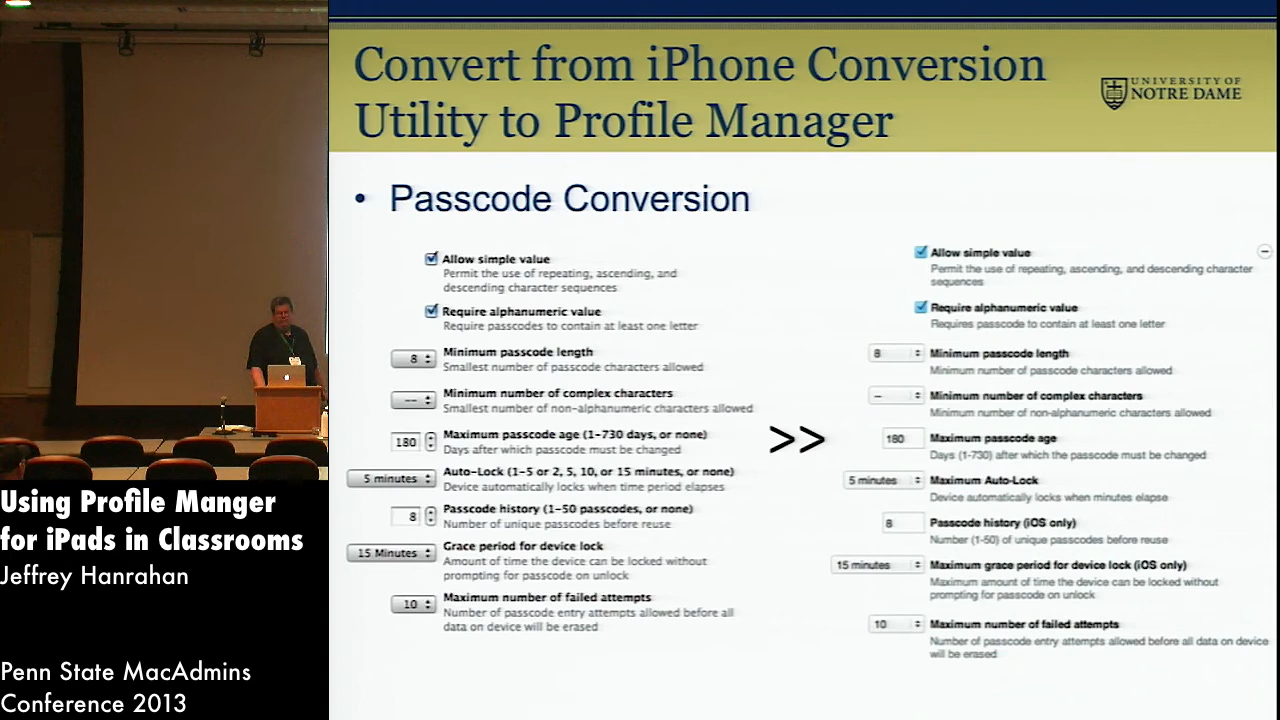 Convert from iPhone Conversion
Utility to Profile Manager
UNIVERSITY OF
NOTRE DAME
• Passcode Conversion
Allow simple value
Permit the use of repeating, ascending, and
descending character sequences
Require alphanumeric value
Require passcodes to contain at least one letter
8 Minimum passcode length
Smallest number of passcode characters allowed
-- Minimum number of complex characters
Smallest number of non-alphanumeric characters allowed
180 Maximum passcode age (1-730 days, or none)
Days after which passcode must be changed
5 minutes Auto-Lock (1-5 or 2, 5, 10, or 15 minutes, or none)
Device automatically locks when time period elapses
8 Passcode history (1-50 passcodes, or none)
Number of unique passcodes before reuse
15 Minutes Grace period for device lock
Amount of time the device can be locked without
prompting for passcode on unlock
10 Maximum number of failed attempts
Number of passcode entry attempts allowed before all
data on device will be erased
>>
Allow simple value
Permit the use of repeating, ascending, and descending character
sequences
Require alphanumeric value
Requires passcode to contain at least one letter
8 Minimum passcode length
Minimum number of passcode characters allowed
– Minimum number of complex characters
Minimum number of non-alphanumeric characters allowed
180 Maximum passcode age
Days (1-730) after which the passcode must be changed
5 minutes Maximum Auto-Lock
Device automatically locks when minutes elapse
8 Passcode history (iOS only)
Number (1-50) of unique passcodes before reuse
15 minutes Maximum grace period for device lock (iOS only)
Maximum amount of time the device can be locked without
prompting for passcode on unlock
10 Maximum number of failed attempts
Number of passcode entry attempts allowed before all data on device
will be erased
Using Profile Manger
for iPads in Classrooms
Jeffrey Hanrahan
Penn State MacAdmins
Conference 2013